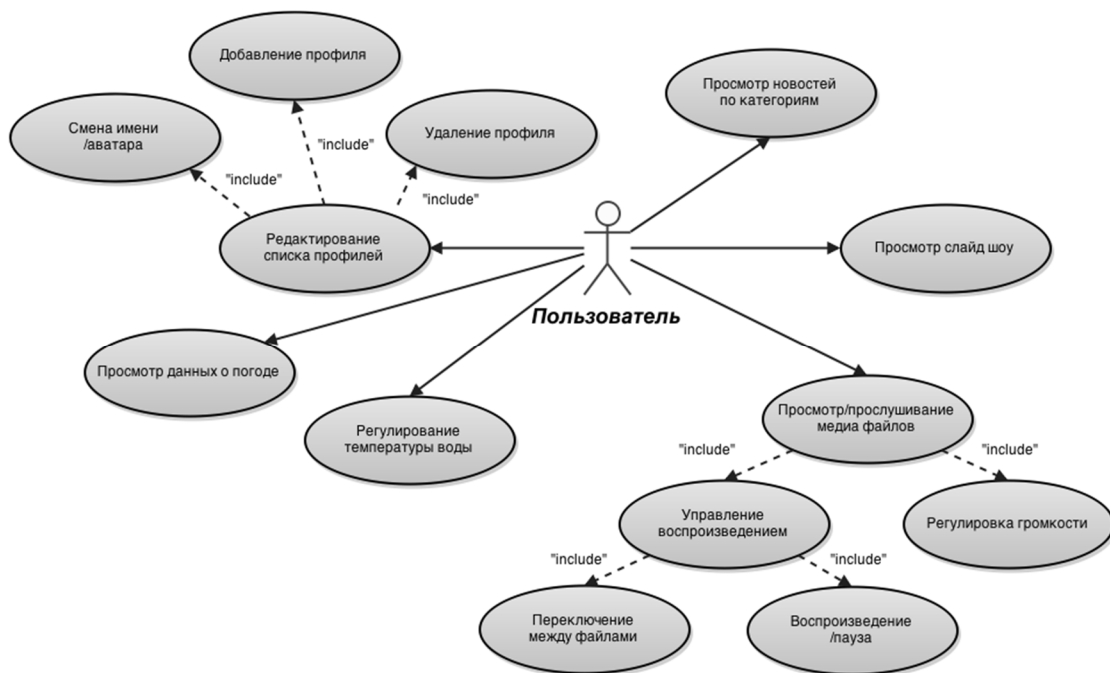 Добавление профиля
Просмотр новостей
по категориям
Смена имени
/аватара
"include"
Удаление профиля
"include"
"include"
Редактирование
списка профилей
Просмотр слайд шоу
Пользователь
Просмотр данных о погоде
Регулирование
температуры воды
Просмотр/прослушивание
медиа файлов
"include"
"include"
Управление
воспроизведением
Регулировка громкости
"include"
"include"
Переключение
между файлами
Воспроизведение
/пауза